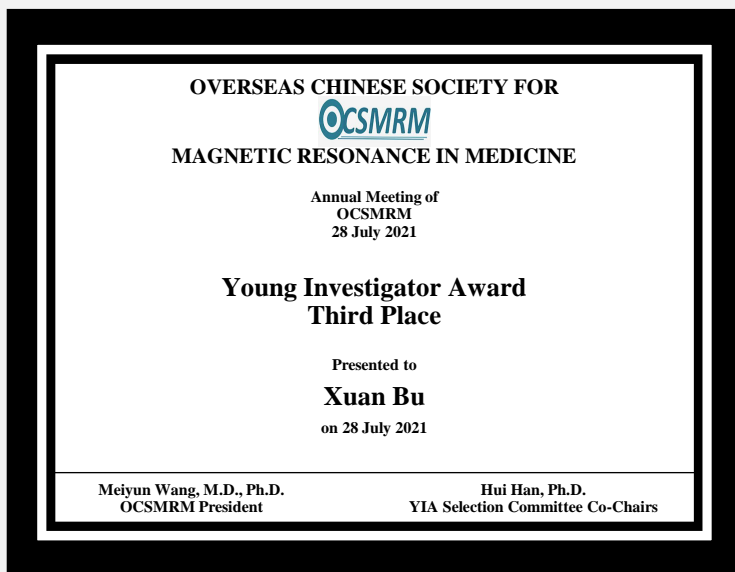 OVERSEAS CHINESE SOCIETY FOR
OCSMRM
MAGNETIC RESONANCE IN MEDICINE
Annual Meeting of
OCSMRM
28 July 2021
Young Investigator Award
Third Place
Presented to
Xuan Bu
on 28 July 2021
Meiyun Wang, M.D., Ph.D.
OCSMRM President
Hui Han, Ph.D.
YIA Selection Committee Co-Chairs